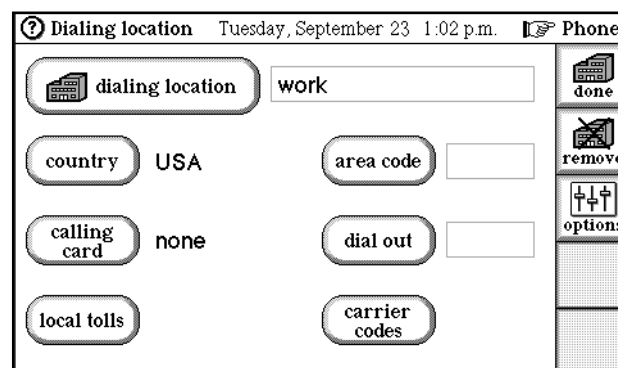 ? Dialing location Tuesday, September 23 1:02 p.m. ☞ Phone
dialing location work
done
country USA area code
remove
calling
card none dial out
options
local tolls carrier
codes